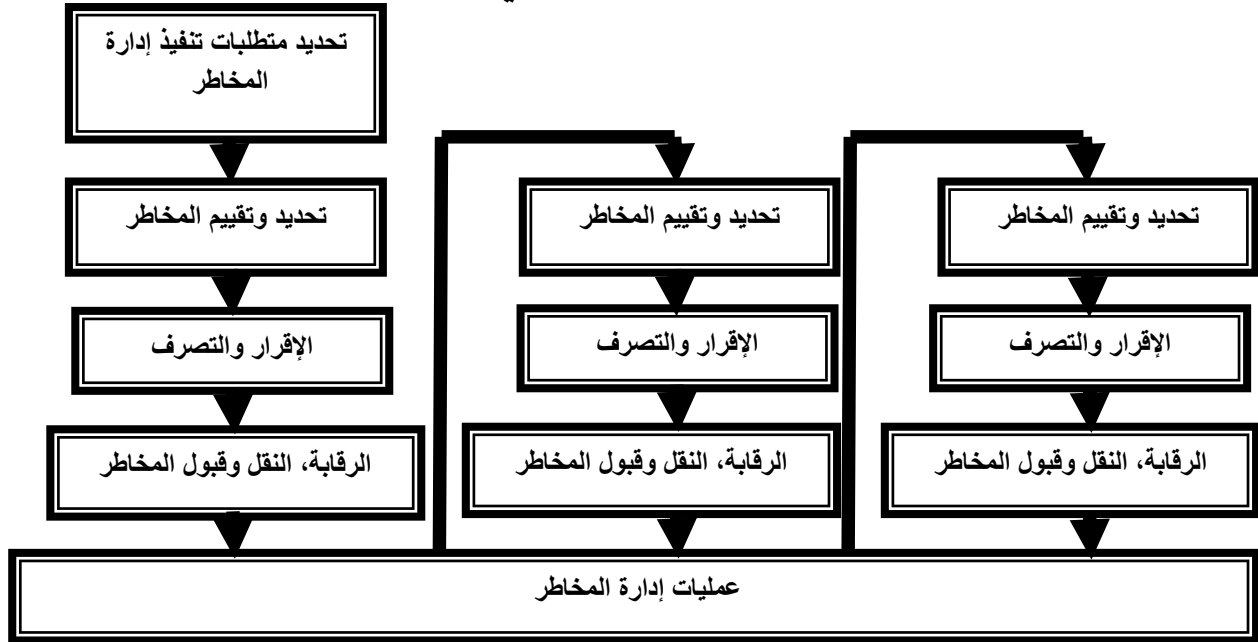 تحديد متطلبات تنفيذ إدارة
المخاطر
تحديد وتقييم المخاطر
تحديد وتقييم المخاطر
تحديد وتقييم المخاطر
الإقرار والتصرف
الإقرار والتصرف
الإقرار والتصرف
الرقابة، النقل وقبول المخاطر
الرقابة، النقل وقبول المخاطر
الرقابة، النقل وقبول المخاطر
عمليات إدارة المخاطر